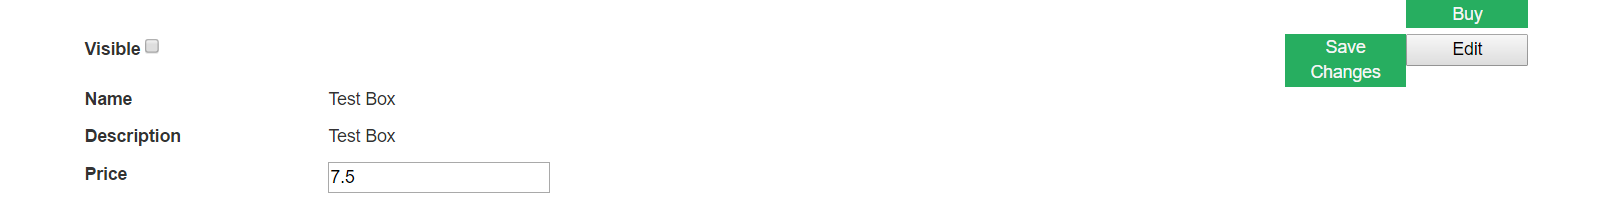 Buy
Visible
Save
Changes
Edit
Name
Test Box
Description
Test Box
Price
7.5